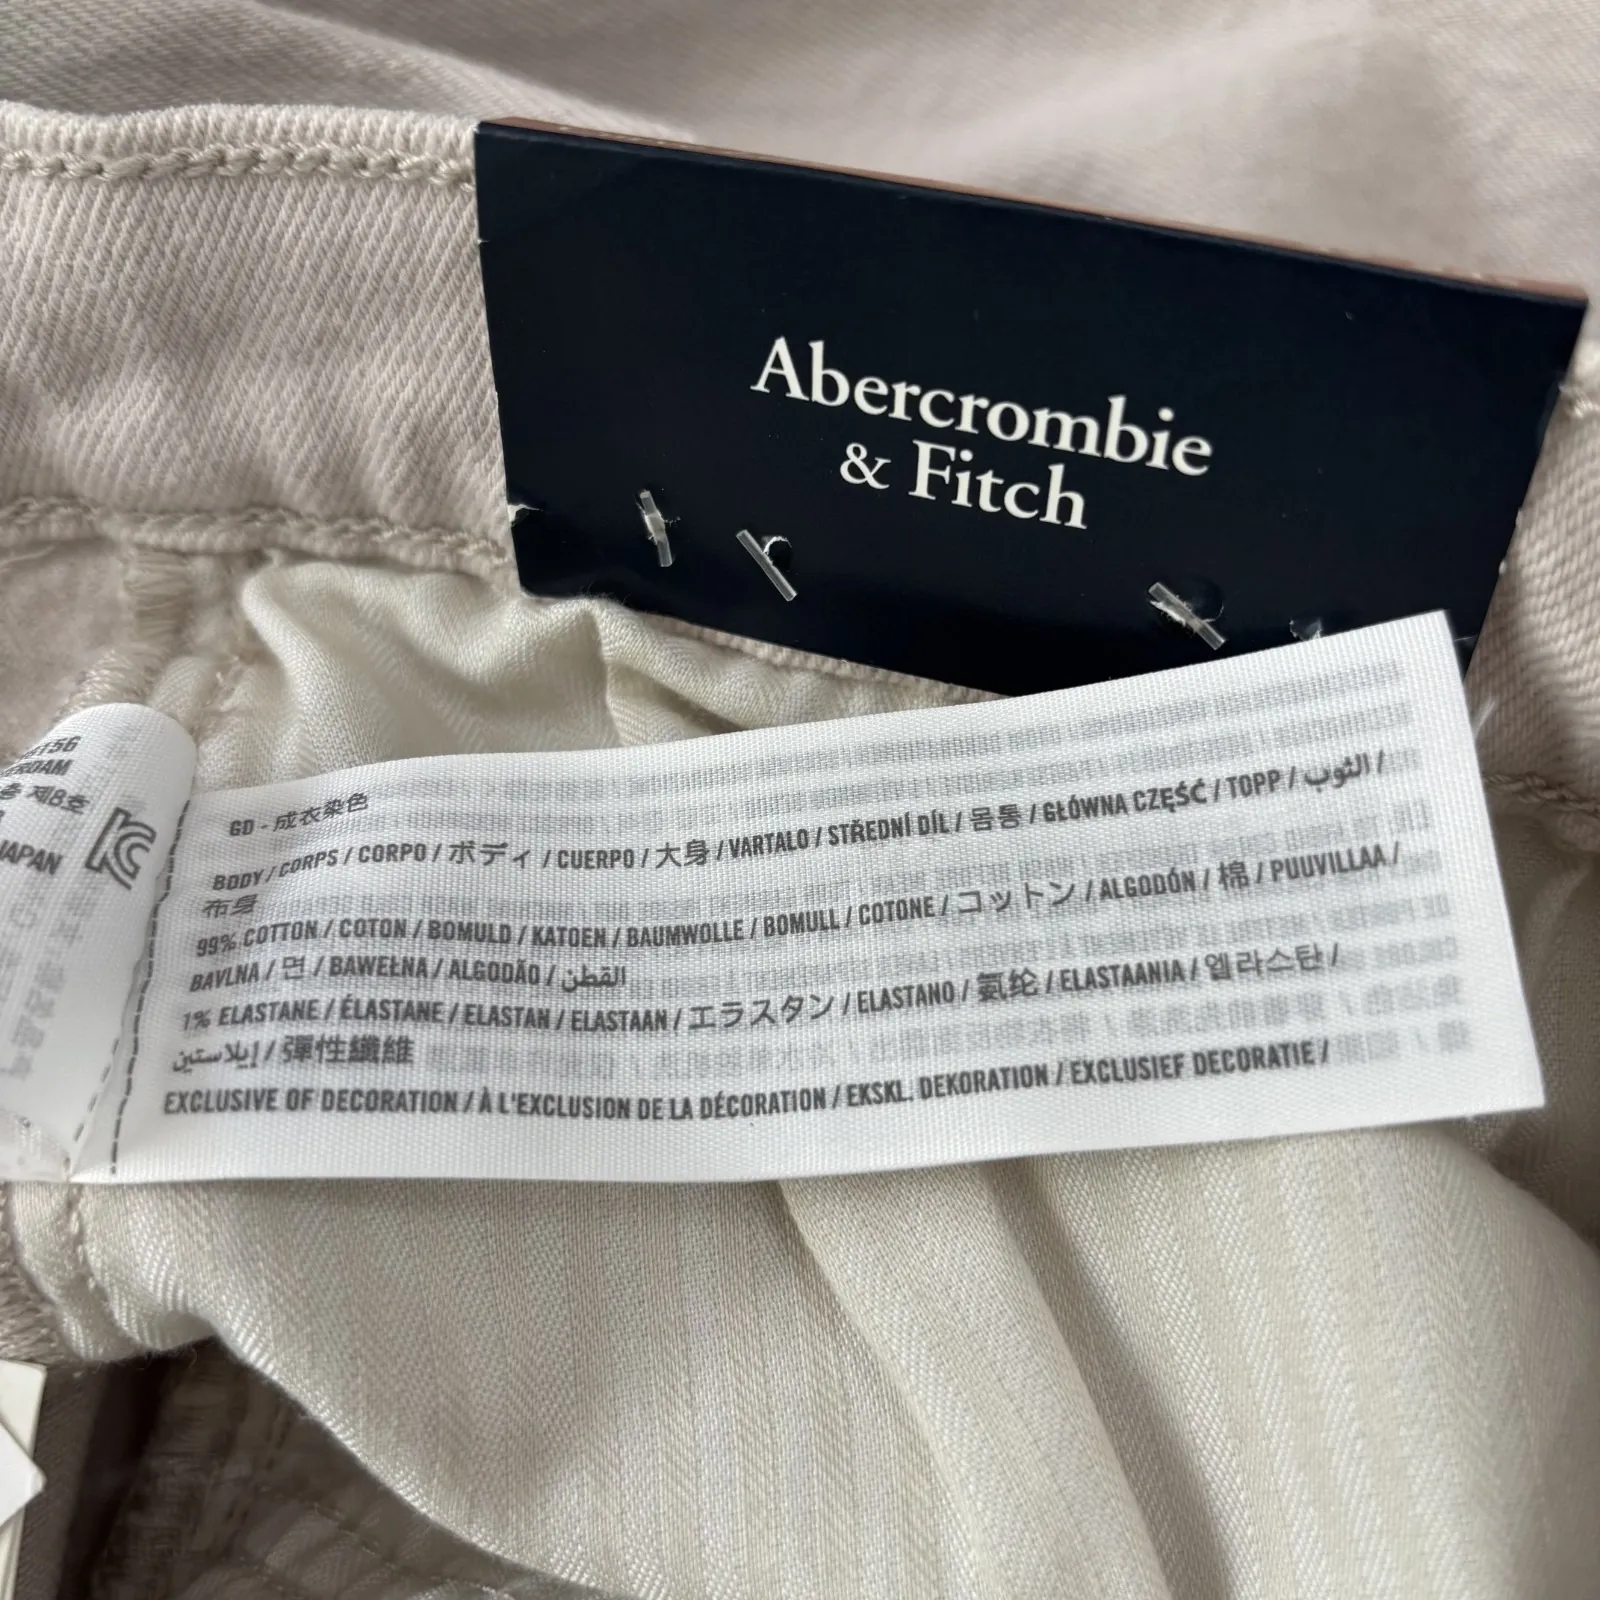 Abercrombie
& Fitch
GD - 成衣染色
BODY / CORPS / CORPO / ボディ / CUERPO / 大身 / VARTALO / STŘEDNÍ DÍL / 몸통 / GŁÓWNA CZĘŚĆ / TOPP / الثوب /
布身
99% COTTON / COTON / BOMULD / KATOEN / BAUMWOLLE / BOMULL / COTONE / コットン / ALGODÓN / 棉 / PUUVILLAA /
BAVLNA / 면 / BAWEŁNA / ALGODÃO / القطن
1% ELASTANE / ÉLASTANE / ELASTAN / ELASTAAN / エラスタン / ELASTANO / 氨纶 / ELASTAANIA / 엘라스탄 /
إيلاستين / 彈性纖維
EXCLUSIVE OF DECORATION / À L'EXCLUSION DE LA DÉCORATION / EKSKL. DEKORATION / EXCLUSIEF DECORATIE /
제8호
JAPAN